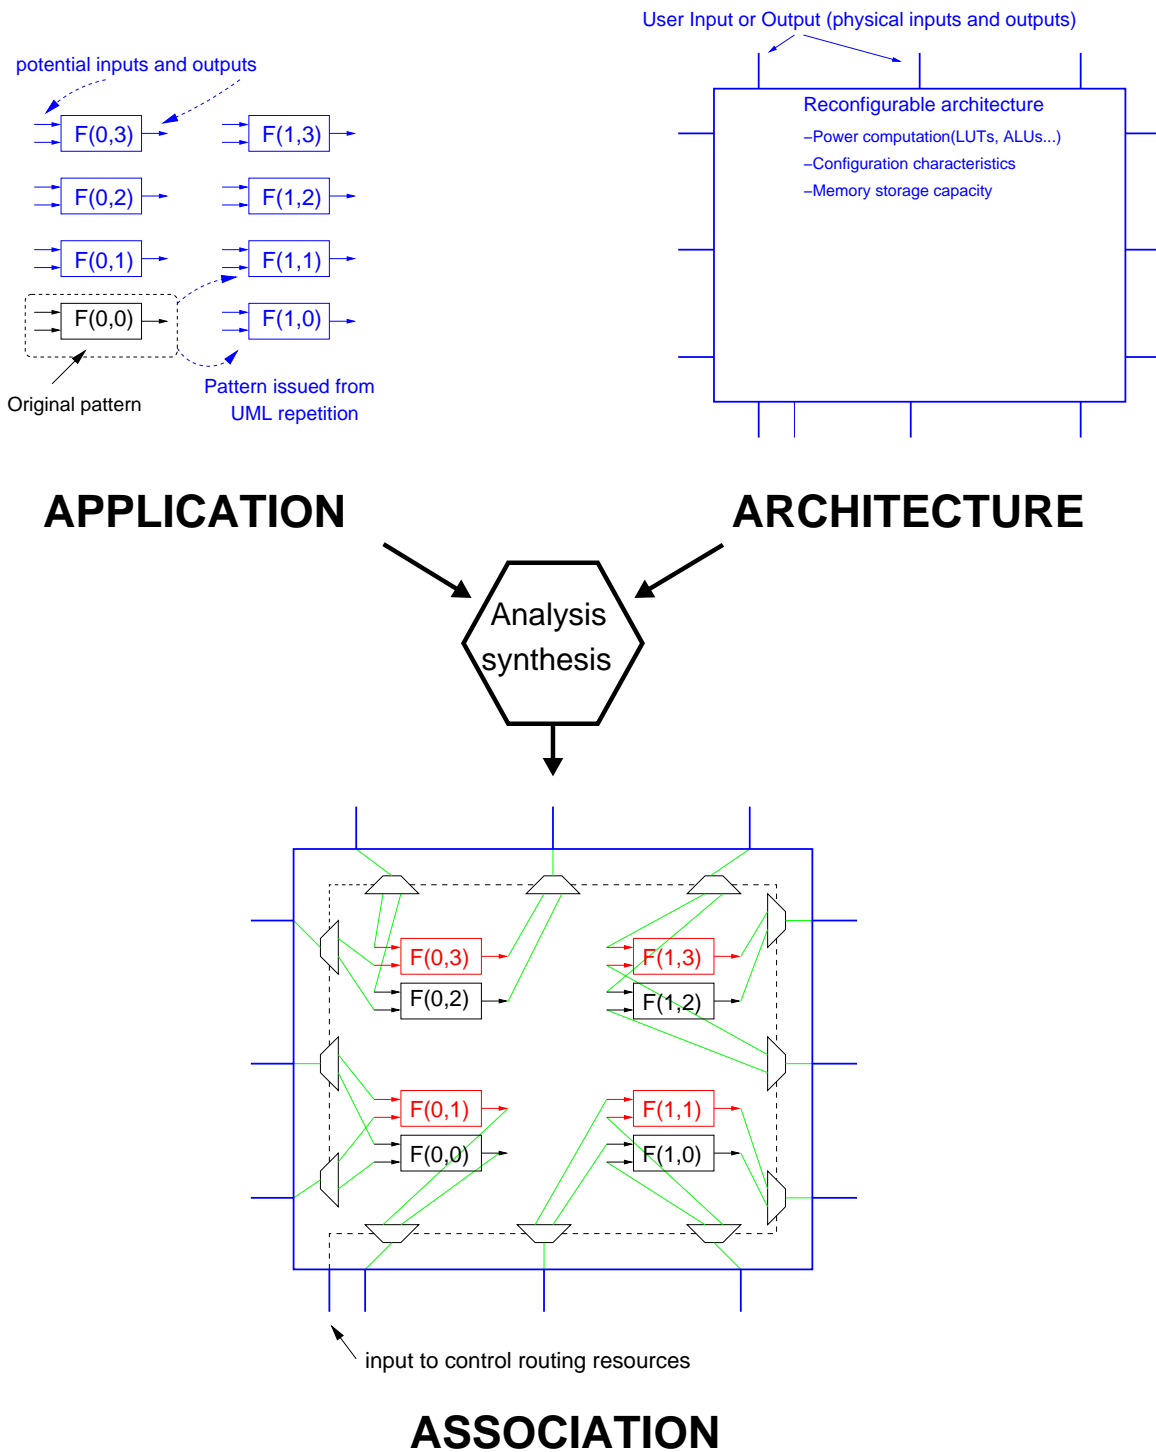 User Input or Output (physical inputs and outputs)
potential inputs and outputs
Reconfigurable architecture
–Power computation(LUTs, ALUs...)
–Configuration characteristics
–Memory storage capacity
F(0,3)
F(1,3)
F(0,2)
F(1,2)
F(0,1)
F(1,1)
F(0,0)
F(1,0)
Original pattern
Pattern issued from
UML repetition
APPLICATION
ARCHITECTURE
Analysis
synthesis
F(0,3)
F(1,3)
F(0,2)
F(1,2)
F(0,1)
F(1,1)
F(0,0)
F(1,0)
input to control routing resources
ASSOCIATION